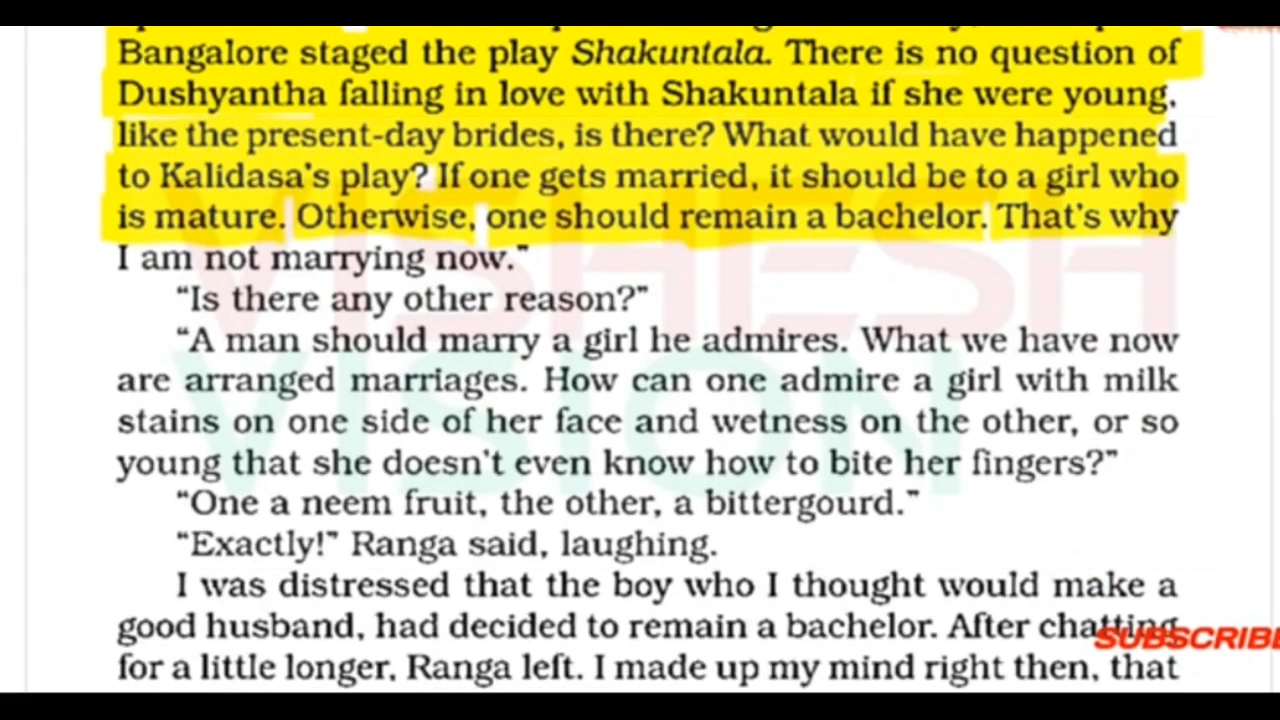 Bangalore staged the play Shakuntala. There is no question of
Dushyantha falling in love with Shakuntala if she were young,
like the present-day brides, is there? What would have happened
to Kalidasa's play? If one gets married, it should be to a girl who
is mature. Otherwise, one should remain a bachelor. That's why
I am not marrying now."
"Is there any other reason?"
"A man should marry a girl he admires. What we have now
are arranged marriages. How can one admire a girl with milk
stains on one side of her face and wetness on the other, or so
young that she doesn't even know how to bite her fingers?"
"One a neem fruit, the other, a bittergourd."
"Exactly!" Ranga said, laughing.
I was distressed that the boy who I thought would make a
good husband, had decided to remain a bachelor. After chatting
for a little longer, Ranga left. I made up my mind right then, that
VISHESH
VISION
SUBSCRIBE